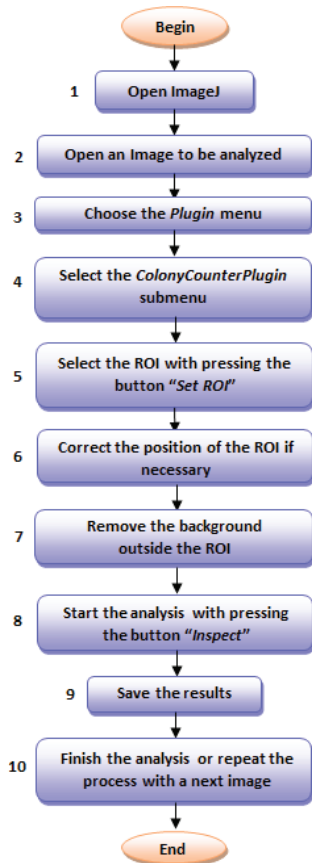 Begin
1 Open ImageJ
2 Open an Image to be analyzed
3 Choose the Plugin menu
4 Select the ColonyCounterPlugin
submenu
5 Select the ROI with pressing the
button “Set ROI”
6 Correct the position of the ROI if
necessary
7 Remove the background
outside the ROI
8 Start the analysis with pressing
the button “Inspect”
9 Save the results
10 Finish the analysis or repeat the
process with a next image
End